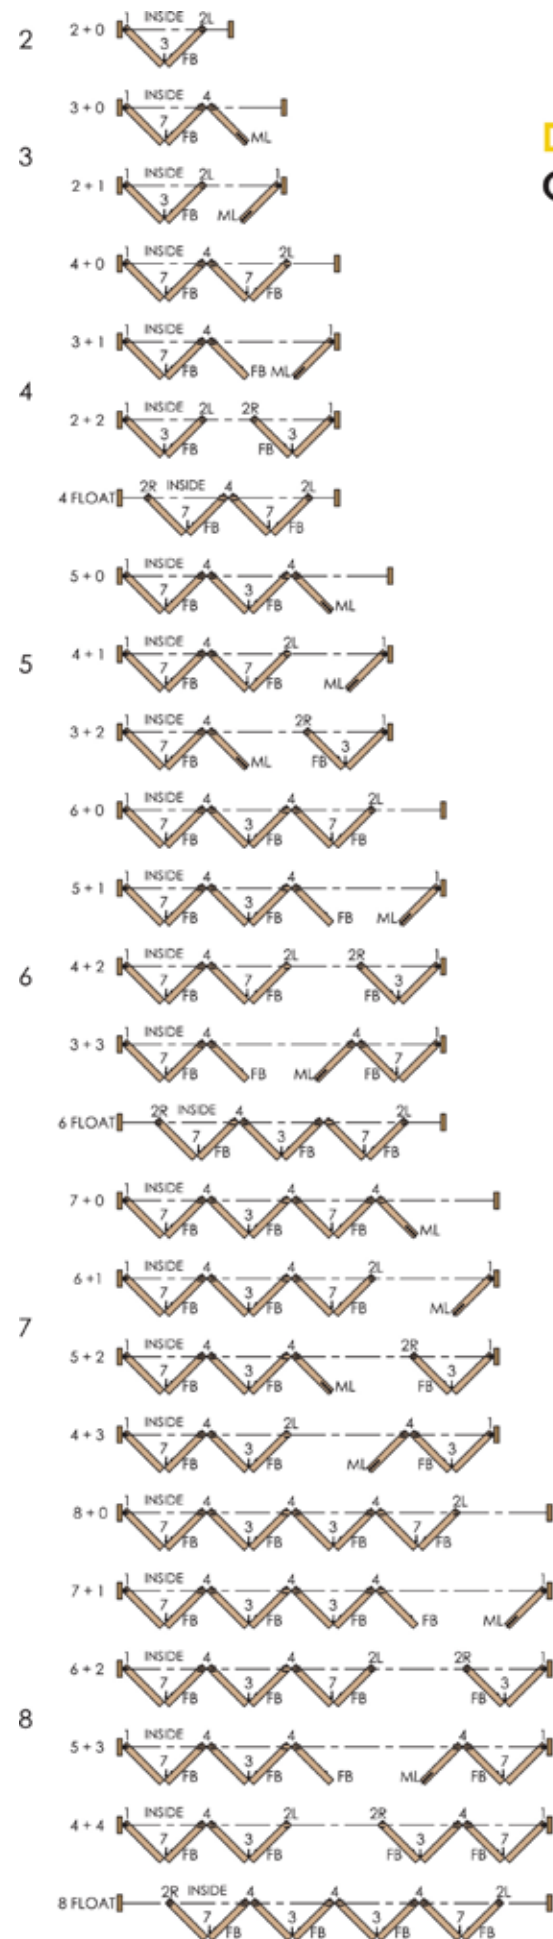 1 INSIDE 2L
2 2 + 0
3
FB
1 INSIDE 4
3 + 0
7
FB ML
3
1 INSIDE 2L 1
2 + 1
3
FB ML
1 INSIDE 4 2L
4 + 0
7 7
FB FB
1 INSIDE 4 1
3 + 1
7
FB FB ML
4
1 INSIDE 2L 2R 1
2 + 2
3 3
FB FB
2R INSIDE 4 2L
4 FLOAT
7 7
FB FB
1 INSIDE 4 4
5 + 0
7 3
FB FB ML
1 INSIDE 4 2L 1
5 4 + 1
7 7
FB FB ML
1 INSIDE 4 2R 1
3 + 2
7 3
FB ML FB
1 INSIDE 4 4 2L
6 + 0
7 3 7
FB FB FB
1 INSIDE 4 4 1
5 + 1
7 3
FB FB FB ML
1 INSIDE 4 2L 2R 1
6 4 + 2
7 7 3
FB FB FB
1 INSIDE 4 4 1
3 + 3
7 7
FB FB ML FB
2R INSIDE 4 2L
6 FLOAT
7 3 7
FB FB FB
1 INSIDE 4 4 4
7 + 0
7 3 7
FB FB FB ML
1 INSIDE 4 4 2L 1
6 +1
7 3 7
FB FB FB ML
7
1 INSIDE 4 4 2R 1
5 + 2
7 3 3
FB FB ML FB
1 INSIDE 4 2L 4 1
4 + 3
7 3 3
FB FB ML FB
1 INSIDE 4 4 4 2L
8 + 0
7 3 3 7
FB FB FB FB
1 INSIDE 4 4 4 1
7 + 1
7 3 3
FB FB FB FB ML
1 INSIDE 4 4 2L 2R 1
6 + 2
7 3 7 3
FB FB FB FB
8
1 INSIDE 4 4 4 1
5 + 3
7 3 7
FB FB FB ML FB
1 INSIDE 4 2L 2R 4 1
4 + 4
7 3 3 7
FB FB FB FB
2R INSIDE 4 4 4 2L
8 FLOAT
7 3 3 7
FB FB FB FB